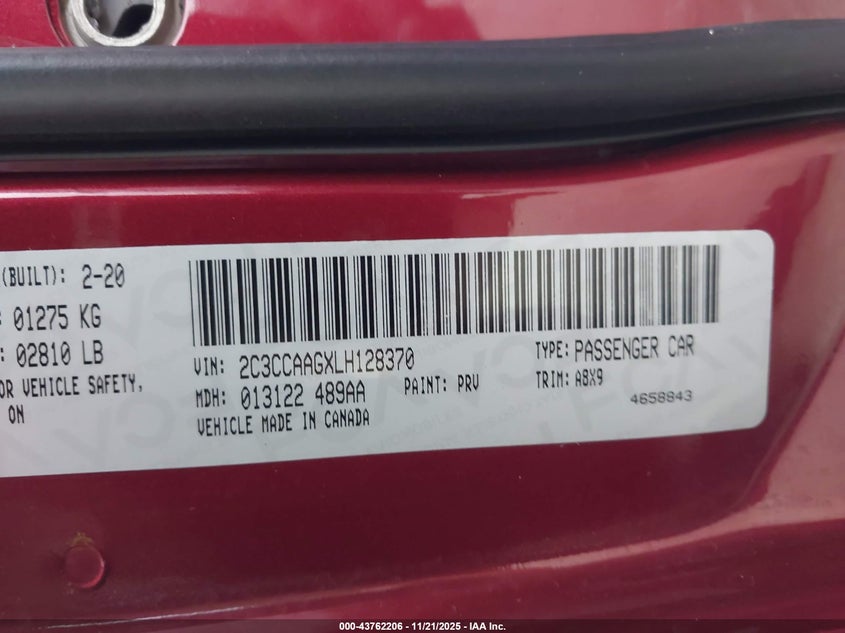 (BUILT): 2-20
: 01275 KG
: 02810 LB
OR VEHICLE SAFETY,
ON
VIN: 2C3CCAAGXLH128370
TYPE: PASSENGER CAR
MDH: 013122 489AA
PAINT: PRV
TRIM: ABX9
VEHICLE MADE IN CANADA
4658843
000-43762206 - 11/21/2025 - IAA Inc.